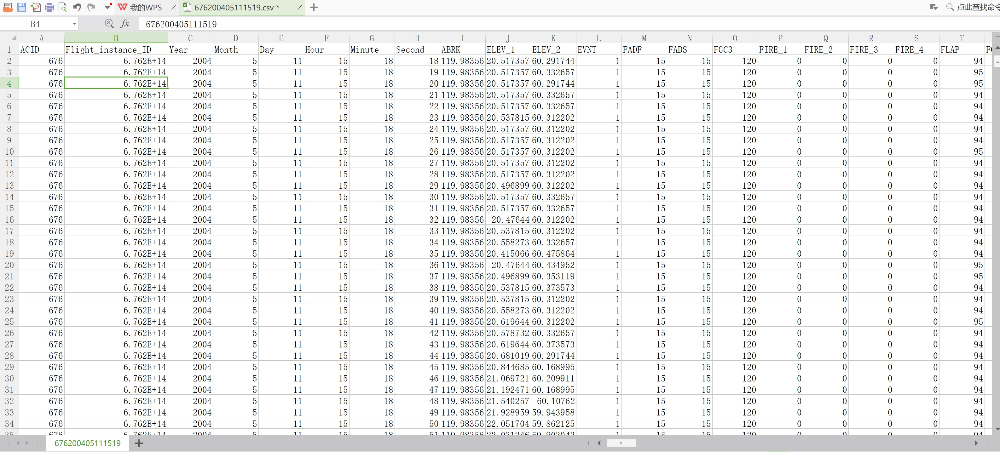 我的WPS 676200405111519.csv * 点此查找命令
B4 fx 676200405111519
A B C D E F G H I J K L M N O P Q R S T
1 ACID Flight_instance_ID Year Month Day Hour Minute Second ABRK ELEV_1 ELEV_2 EVNT FADF FADS FGC3 FIRE_1 FIRE_2 FIRE_3 FIRE_4 FLAP
2 676 6.762E+14 2004 5 11 15 18 18 119.98356 20.517357 60.291744 1 15 15 120 0 0 0 0 94
3 676 6.762E+14 2004 5 11 15 18 19 119.98356 20.517357 60.332657 1 15 15 120 0 0 0 0 95
4 676 6.762E+14 2004 5 11 15 18 20 119.98356 20.517357 60.291744 1 15 15 120 0 0 0 0 95
5 676 6.762E+14 2004 5 11 15 18 21 119.98356 20.517357 60.332657 1 15 15 120 0 0 0 0 94
6 676 6.762E+14 2004 5 11 15 18 22 119.98356 20.517357 60.332657 1 15 15 120 0 0 0 0 94
7 676 6.762E+14 2004 5 11 15 18 23 119.98356 20.537815 60.312202 1 15 15 120 0 0 0 0 94
8 676 6.762E+14 2004 5 11 15 18 24 119.98356 20.517357 60.312202 1 15 15 120 0 0 0 0 94
9 676 6.762E+14 2004 5 11 15 18 25 119.98356 20.517357 60.312202 1 15 15 120 0 0 0 0 94
10 676 6.762E+14 2004 5 11 15 18 26 119.98356 20.517357 60.312202 1 15 15 120 0 0 0 0 95
11 676 6.762E+14 2004 5 11 15 18 27 119.98356 20.517357 60.312202 1 15 15 120 0 0 0 0 94
12 676 6.762E+14 2004 5 11 15 18 28 119.98356 20.517357 60.312202 1 15 15 120 0 0 0 0 94
13 676 6.762E+14 2004 5 11 15 18 29 119.98356 20.496899 60.312202 1 15 15 120 0 0 0 0 94
14 676 6.762E+14 2004 5 11 15 18 30 119.98356 20.517357 60.332657 1 15 15 120 0 0 0 0 94
15 676 6.762E+14 2004 5 11 15 18 31 119.98356 20.517357 60.332657 1 15 15 120 0 0 0 0 94
16 676 6.762E+14 2004 5 11 15 18 32 119.98356 20.47644 60.312202 1 15 15 120 0 0 0 0 94
17 676 6.762E+14 2004 5 11 15 18 33 119.98356 20.537815 60.312202 1 15 15 120 0 0 0 0 94
18 676 6.762E+14 2004 5 11 15 18 34 119.98356 20.558273 60.332657 1 15 15 120 0 0 0 0 94
19 676 6.762E+14 2004 5 11 15 18 35 119.98356 20.415066 60.475864 1 15 15 120 0 0 0 0 94
20 676 6.762E+14 2004 5 11 15 18 36 119.98356 20.47644 60.434952 1 15 15 120 0 0 0 0 95
21 676 6.762E+14 2004 5 11 15 18 37 119.98356 20.496899 60.353119 1 15 15 120 0 0 0 0 95
22 676 6.762E+14 2004 5 11 15 18 38 119.98356 20.537815 60.373573 1 15 15 120 0 0 0 0 94
23 676 6.762E+14 2004 5 11 15 18 39 119.98356 20.537815 60.312202 1 15 15 120 0 0 0 0 94
24 676 6.762E+14 2004 5 11 15 18 40 119.98356 20.558273 60.312202 1 15 15 120 0 0 0 0 94
25 676 6.762E+14 2004 5 11 15 18 41 119.98356 20.619644 60.312202 1 15 15 120 0 0 0 0 95
26 676 6.762E+14 2004 5 11 15 18 42 119.98356 20.578732 60.332657 1 15 15 120 0 0 0 0 94
27 676 6.762E+14 2004 5 11 15 18 43 119.98356 20.619644 60.373573 1 15 15 120 0 0 0 0 94
28 676 6.762E+14 2004 5 11 15 18 44 119.98356 20.681019 60.291744 1 15 15 120 0 0 0 0 94
29 676 6.762E+14 2004 5 11 15 18 45 119.98356 20.844685 60.168995 1 15 15 120 0 0 0 0 94
30 676 6.762E+14 2004 5 11 15 18 46 119.98356 21.069721 60.209911 1 15 15 120 0 0 0 0 94
31 676 6.762E+14 2004 5 11 15 18 47 119.98356 21.192471 60.168995 1 15 15 120 0 0 0 0 94
32 676 6.762E+14 2004 5 11 15 18 48 119.98356 21.540257 60.10762 1 15 15 120 0 0 0 0 94
33 676 6.762E+14 2004 5 11 15 18 49 119.98356 21.928959 59.943958 1 15 15 120 0 0 0 0 94
34 676 6.762E+14 2004 5 11 15 18 50 119.98356 22.051704 59.862125 1 15 15 120 0 0 0 0 94
676200405111519